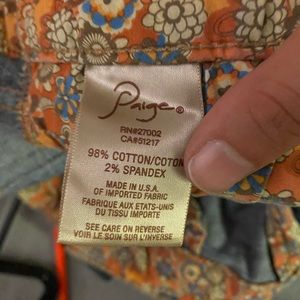 Paige®
RN#27002
CA#51217
98% COTTON/COTON
2% SPANDEX
MADE IN U.S.A.
OF IMPORTED FABRIC
FABRIQUE AUX ETATS-UNIS
DU TISSU IMPORTE
SEE CARE ON REVERSE
VOIR LE SOIN SUR L'INVERSE